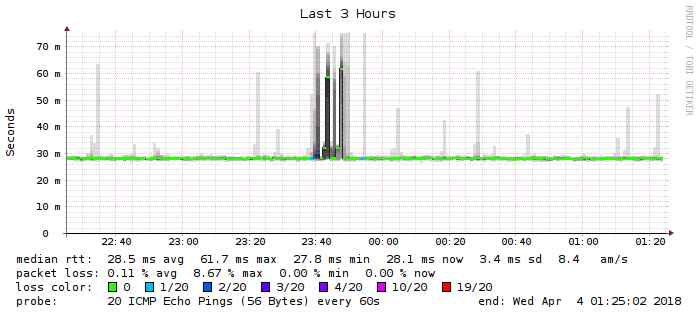 Last 3 Hours
RRDTOOL / TOBI OETIKER
Seconds
70 m
60 m
50 m
40 m
30 m
20 m
10 m
0
22:40 23:00 23:20 23:40 00:00 00:20 00:40 01:00 01:20
median rtt: 28.5 ms avg 61.7 ms max 27.8 ms min 28.1 ms now 3.4 ms sd 8.4 am/s
packet loss: 0.11 % avg 8.67 % max 0.00 % min 0.00 % now
loss color: 0 1/20 2/20 3/20 4/20 10/20 19/20
probe: 20 ICMP Echo Pings (56 Bytes) every 60s end: Wed Apr 4 01:25:02 2018